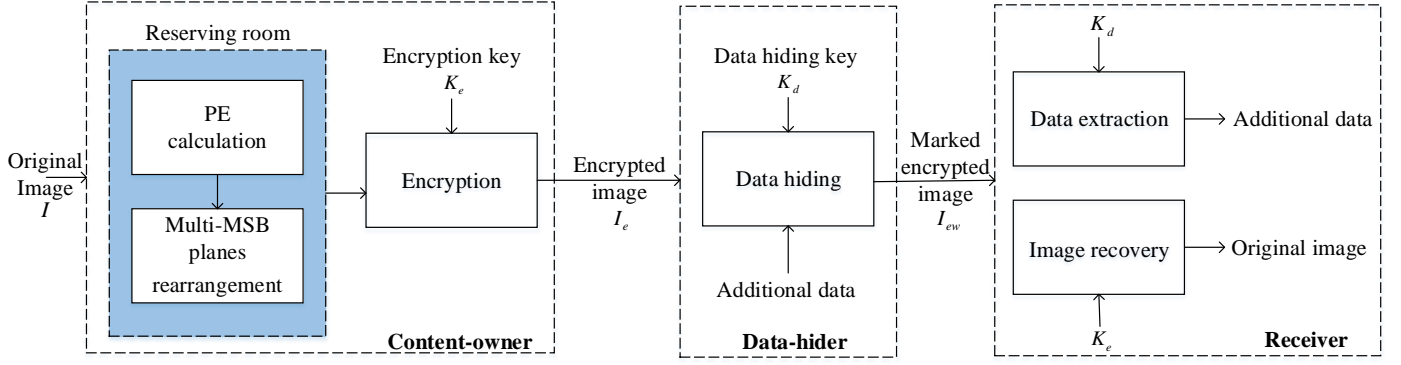 Original
Image
I
Reserving room
PE
calculation
Multi-MSB
planes
rearrangement
Encryption key
K_e
Encryption
Content-owner
Encrypted
image
I_e
Data hiding key
K_d
Data hiding
Additional data
Data-hider
Marked
encrypted
image
I_ew
K_d
Data extraction
Additional data
Image recovery
Original image
K_e
Receiver